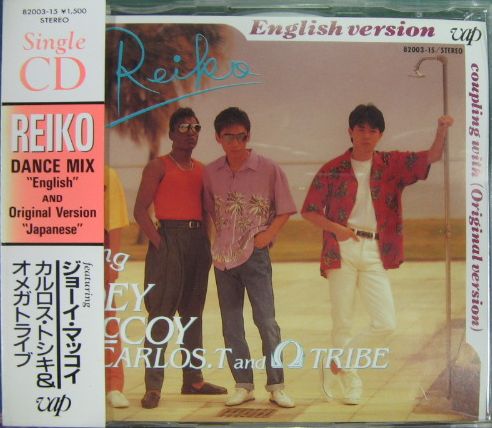 82003-15 ¥1,500
STEREO
Single
CD
REIKO
DANCE MIX
"English"
AND
Original Version
"Japanese"
featuring
ジョーイ・マッコイ
カルロス・トシキ&
オメガトライブ
vap
Reiko
English version
vap
82003-15/STEREO
coupling with (Original version)
CARLOS.T and Ω TRIBE